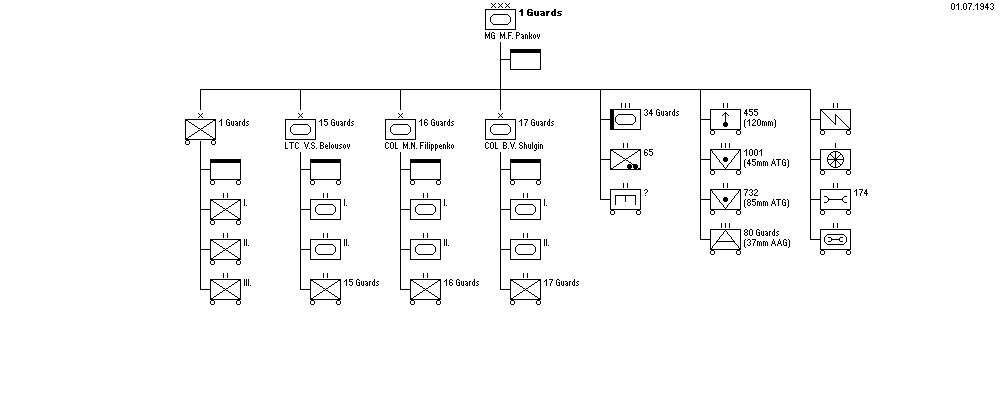 01.07.1943
XXX
1 Guards
MG M.F. Pankov
X
1 Guards
I.
II.
III.
X
15 Guards
LTC V.S. Belousov
I.
II.
15 Guards
X
16 Guards
COL M.N. Filippenko
I.
II.
16 Guards
X
17 Guards
COL B.V. Shulgin
I.
II.
17 Guards
34 Guards
65
?
455
(120mm)
1001
(45mm ATG)
732
(85mm ATG)
80 Guards
(37mm AAG)
174